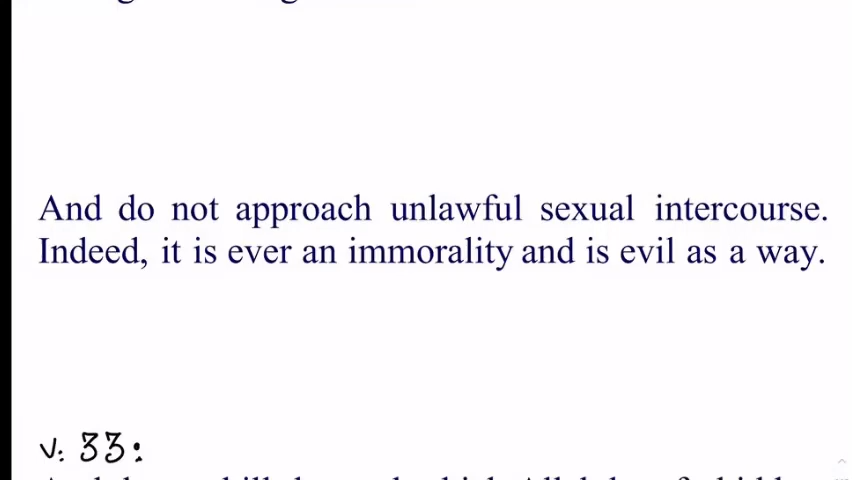 And do not approach unlawful sexual intercourse.
Indeed, it is ever an immorality and is evil as a way.
v: 33: